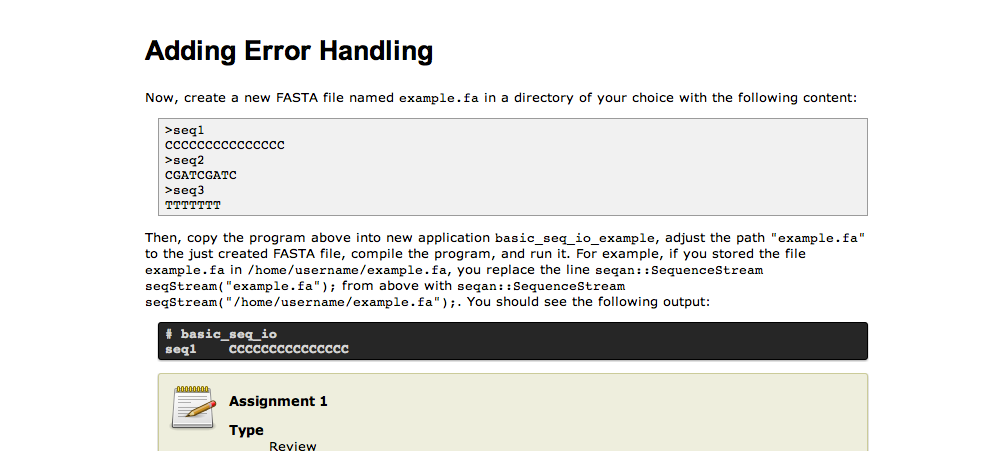 Adding Error Handling
Now, create a new FASTA file named example.fa in a directory of your choice with the following content:
>seq1
CCCCCCCCCCCCCCC
>seq2
CGATCGATC
>seq3
TTTTTTT
Then, copy the program above into new application basic_seq_io_example, adjust the path "example.fa"
to the just created FASTA file, compile the program, and run it. For example, if you stored the file
example.fa in /home/username/example.fa, you replace the line seqan::SequenceStream
seqStream("example.fa"); from above with seqan::SequenceStream
seqStream("/home/username/example.fa");. You should see the following output:
# basic_seq_io
seq1    CCCCCCCCCCCCCCC
Assignment 1
Type
Review